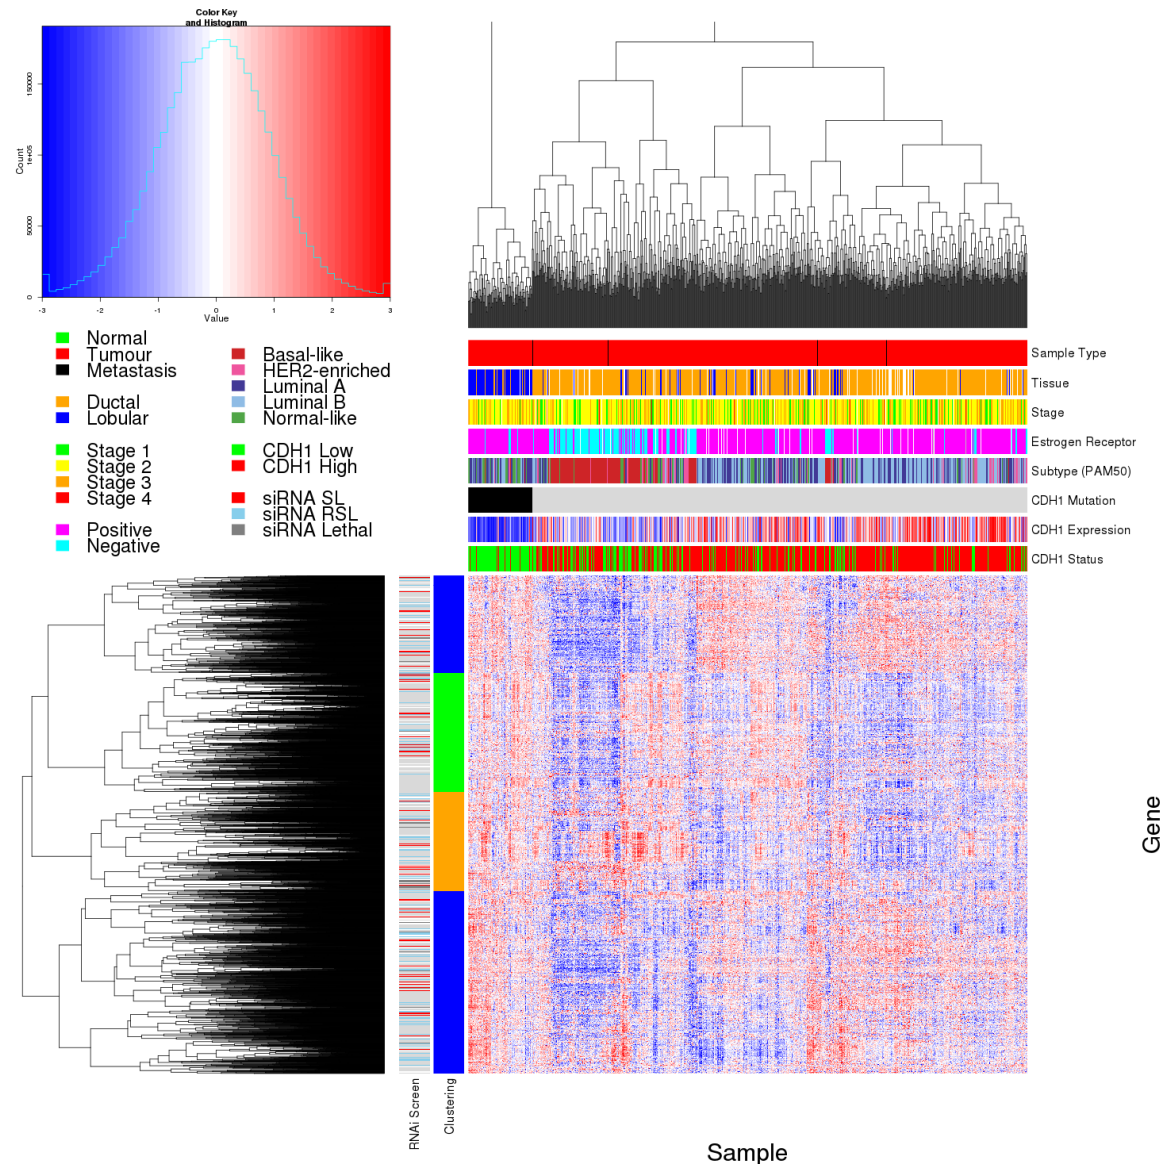 Color Key
and Histogram
Count
0
50000
1e+05
150000
-3 -2 -1 0 1 2 3
Value
Normal
Tumour
Metastasis
Ductal
Lobular
Stage 1
Stage 2
Stage 3
Stage 4
Positive
Negative
Basal-like
HER2-enriched
Luminal A
Luminal B
Normal-like
CDH1 Low
CDH1 High
siRNA SL
siRNA RSL
siRNA Lethal
Sample Type
Tissue
Stage
Estrogen Receptor
Subtype (PAM50)
CDH1 Mutation
CDH1 Expression
CDH1 Status
Gene
RNAi Screen
Clustering
Sample